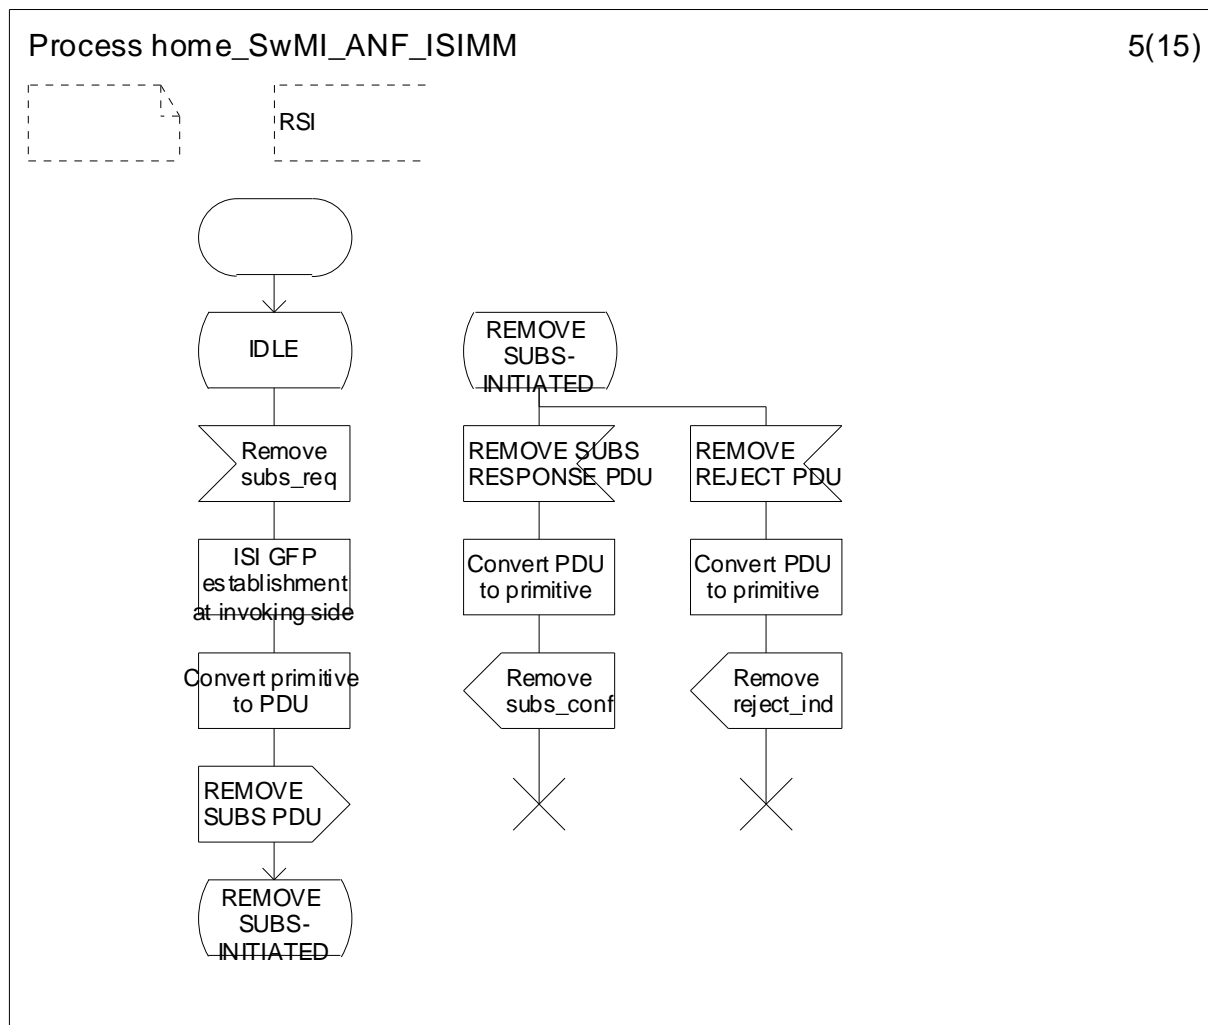 Process home_SwMI_ANF_ISIMM
5(15)
RSI
IDLE
Remove
subs_req
ISI GFP
establishment
at invoking side
Convert primitive
to PDU
REMOVE
SUBS PDU
REMOVE
SUBS-
INITIATED
REMOVE
SUBS-
INITIATED
REMOVE SUBS
RESPONSE PDU
Convert PDU
to primitive
Remove
subs_conf
REMOVE
REJECT PDU
Convert PDU
to primitive
Remove
reject_ind